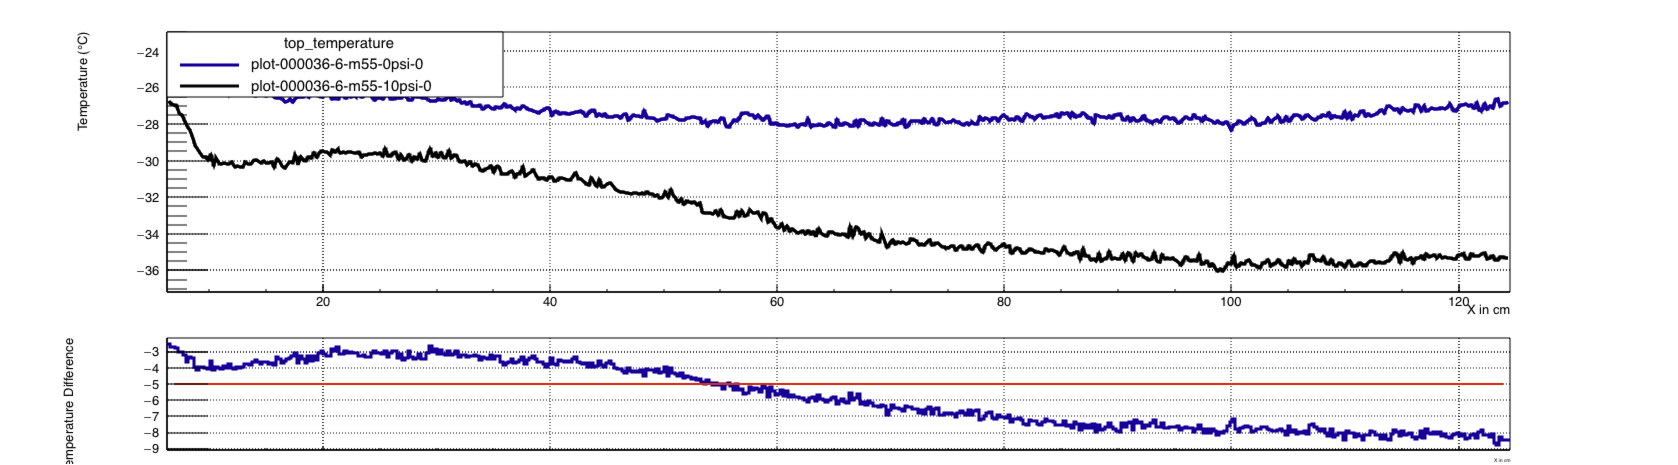 Temperature (°C)
top_temperature
plot-000036-6-m55-0psi-0
plot-000036-6-m55-10psi-0
−24
−26
−28
−30
−32
−34
−36
20
40
60
80
100
120
X in cm
emperature Difference
−3
−4
−5
−6
−7
−8
−9
X in cm